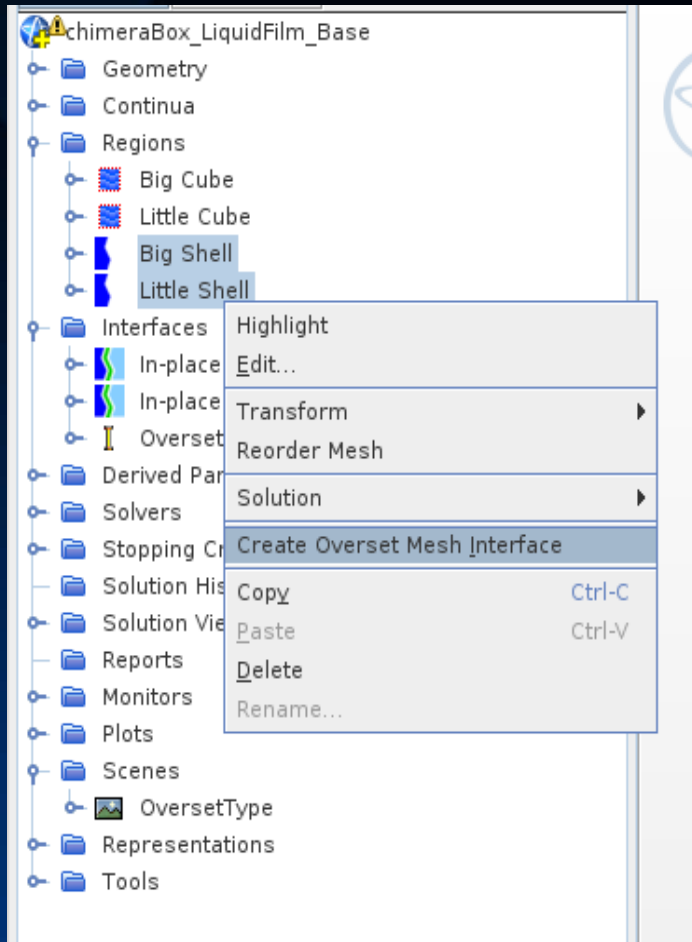 chimeraBox_LiquidFilm_Base
Geometry
Continua
Regions
Big Cube
Little Cube
Big Shell
Little Shell
Interfaces
In-place
In-place
Overset
Derived Par
Solvers
Stopping Cr
Solution His
Solution Vie
Reports
Monitors
Plots
Scenes
OversetType
Representations
Tools
Highlight
Edit...
Transform
Reorder Mesh
Solution
Create Overset Mesh Interface
Copy Ctrl-C
Paste Ctrl-V
Delete
Rename...